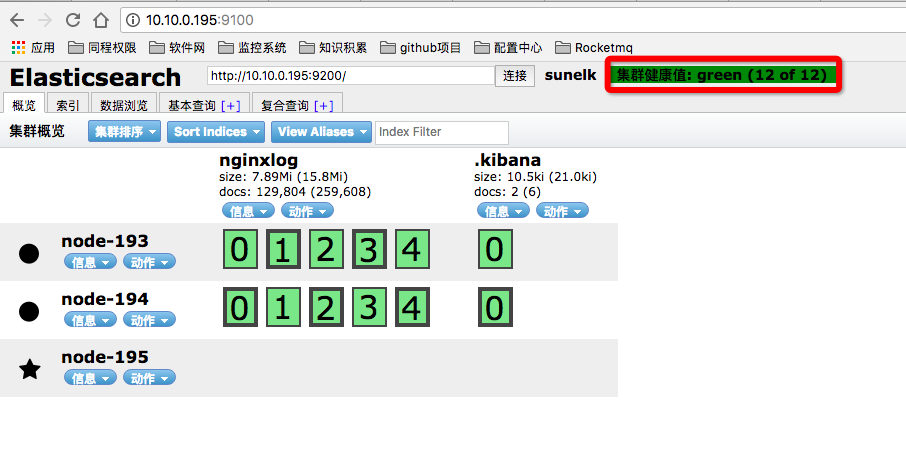 10.10.0.195:9100
应用 同程权限 软件网 监控系统 知识积累 github项目 配置中心 Rocketmq
Elasticsearch http://10.10.0.195:9200/ 连接 sunelk 集群健康值: green (12 of 12)
概览 索引 数据浏览 基本查询 [+] 复合查询 [+]
集群概览 集群排序 Sort Indices View Aliases Index Filter
nginxlog .kibana
size: 7.89Mi (15.8Mi) size: 10.5ki (21.0ki)
docs: 129,804 (259,608) docs: 2 (6)
信息 动作 信息 动作
node-193 0 1 2 3 4 0
信息 动作
node-194 0 1 2 3 4 0
信息 动作
node-195
信息 动作